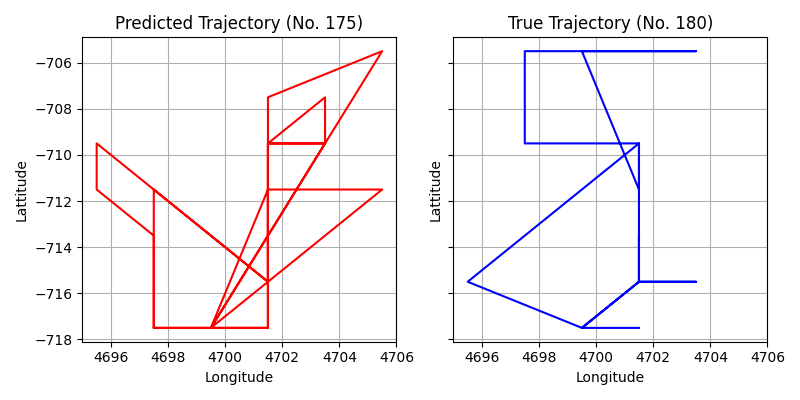 Predicted Trajectory (No. 175)
True Trajectory (No. 180)
Lattitude
−706
−708
−710
−712
−714
−716
−718
4696 4698 4700 4702 4704 4706
Longitude
Lattitude
4696 4698 4700 4702 4704 4706
Longitude